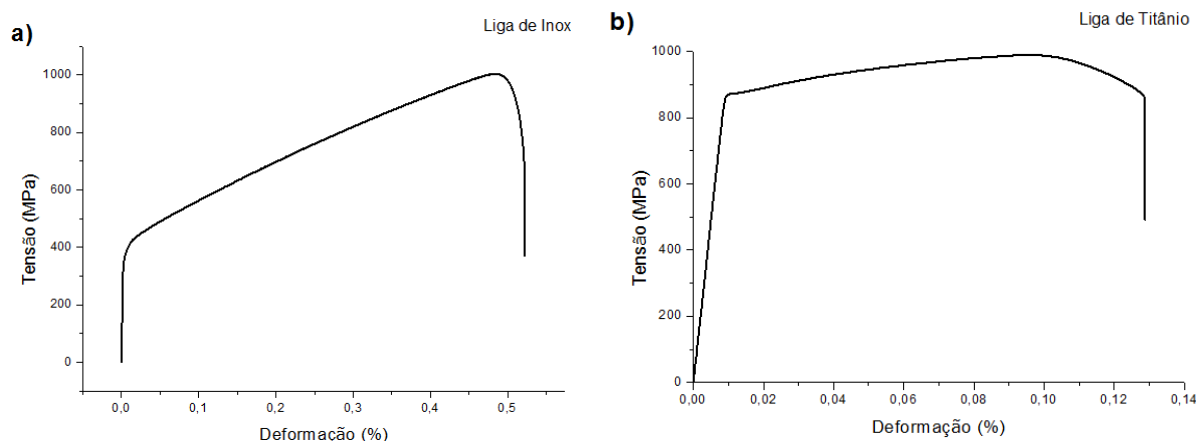 a)
Liga de Inox
Tensão (MPa)
1000
800
600
400
200
0
0,0 0,1 0,2 0,3 0,4 0,5
Deformação (%)
b)
Liga de Titânio
Tensão (MPa)
1000
800
600
400
200
0
0,00 0,02 0,04 0,06 0,08 0,10 0,12 0,14
Deformação (%)